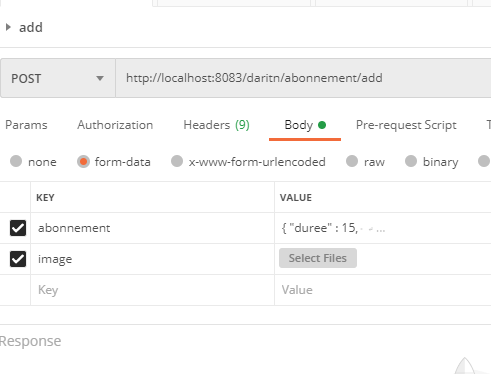 add
POST http://localhost:8083/daritn/abonnement/add
Params Authorization Headers (9) Body Pre-request Script T
none form-data x-www-form-urlencoded raw binary
KEY VALUE
abonnement { "duree" : 15,
image Select Files
Key Value
Response